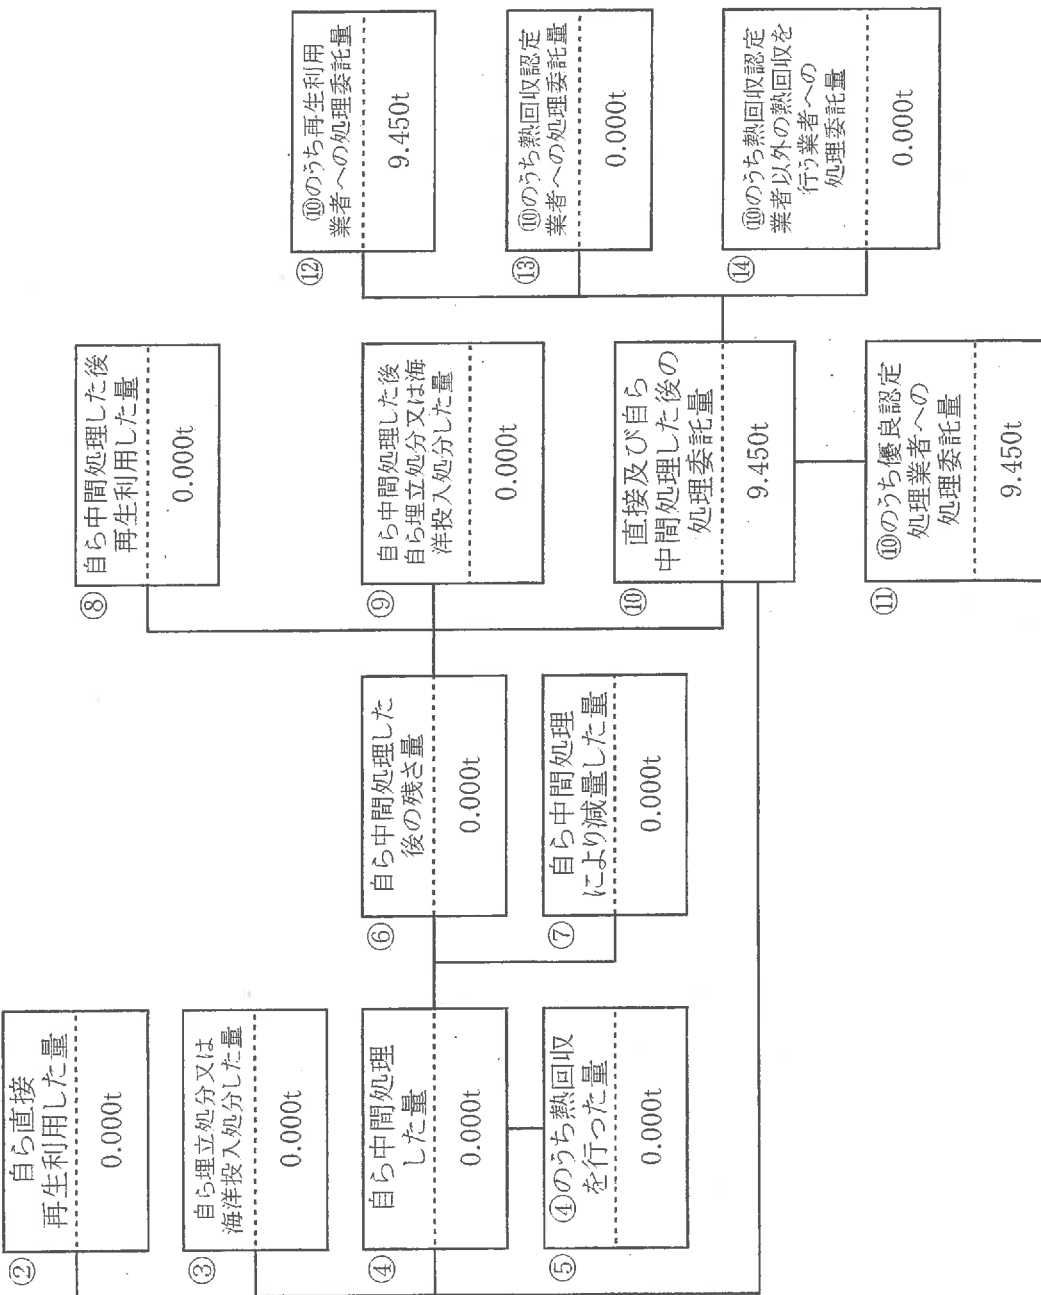 ②
自ら直接
再生利用した量
0.000t
③
自ら埋立処分又は
海洋投入処分した量
0.000t
④
自ら中間処理
した量
0.000t
⑤
④のうち熱回収
を行った量
0.000t
⑥
自ら中間処理した
後の残さ量
0.000t
⑦
自ら中間処理
により減量した量
0.000t
⑧
自ら中間処理した後
再生利用した量
0.000t
⑨
自ら中間処理した後
自ら埋立処分又は海
洋投入処分した量
0.000t
⑩
直接及び自ら
中間処理した後の
処理委託量
9.450t
⑪
⑩のうち優良認定
処理業者への
処理委託量
9.450t
⑫
⑩のうち再生利用
業者への処理委託量
9.450t
⑬
⑩のうち熱回収認定
業者への処理委託量
0.000t
⑭
⑩のうち熱回収認定
業者以外の熱回収を
行う業者への
処理委託量
0.000t